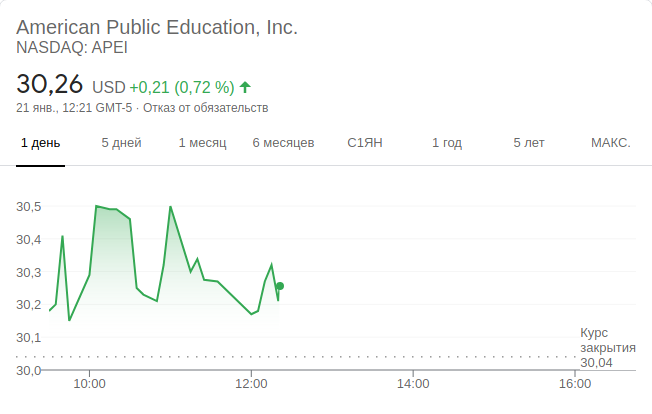 American Public Education, Inc.
NASDAQ: APEI
30,26 USD +0,21 (0,72 %)
21 янв., 12:21 GMT-5 · Отказ от обязательств
1 день 5 дней 1 месяц 6 месяцев С1ЯН 1 год 5 лет МАКС.
30,5
30,4
30,3
30,2
30,1
30,0
Курс
закрытия
30,04
10:00 12:00 14:00 16:00